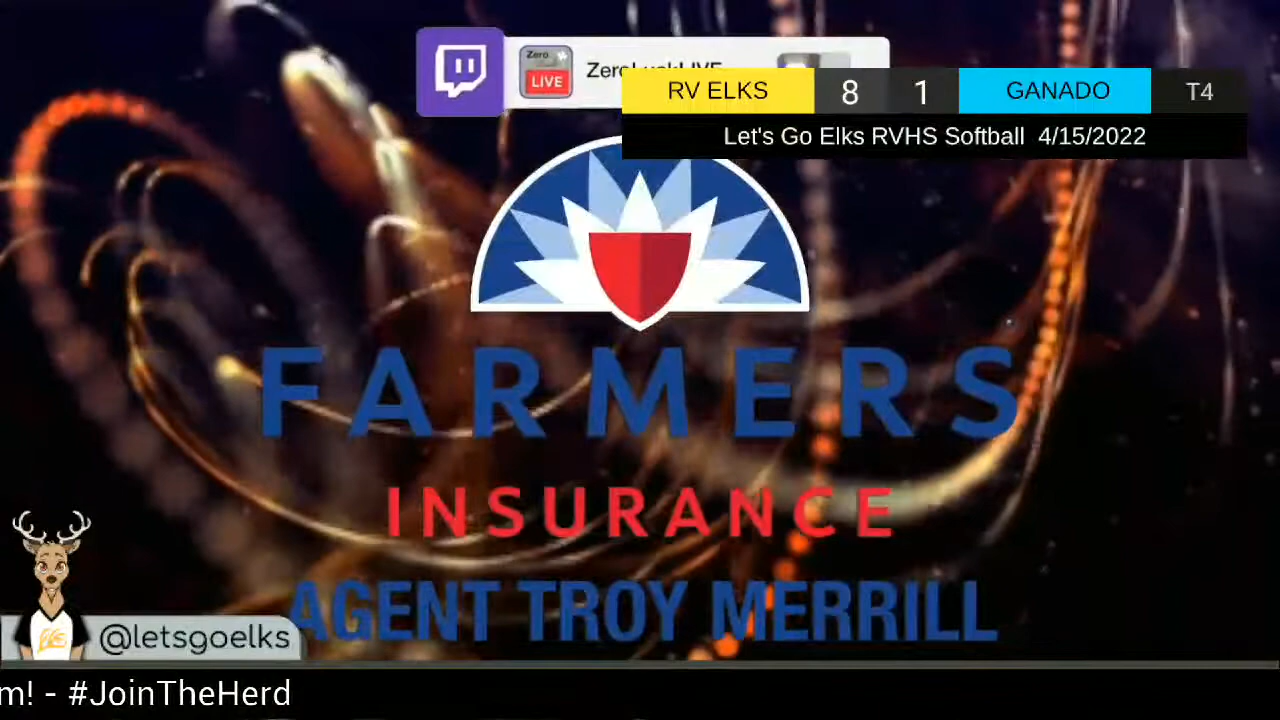 Zero
LIVE
RV ELKS 8 1 GANADO T4
Let's Go Elks RVHS Softball 4/15/2022
FARMERS
INSURANCE
AGENT TROY MERRILL
@letsgoelks
m! - #JoinTheHerd